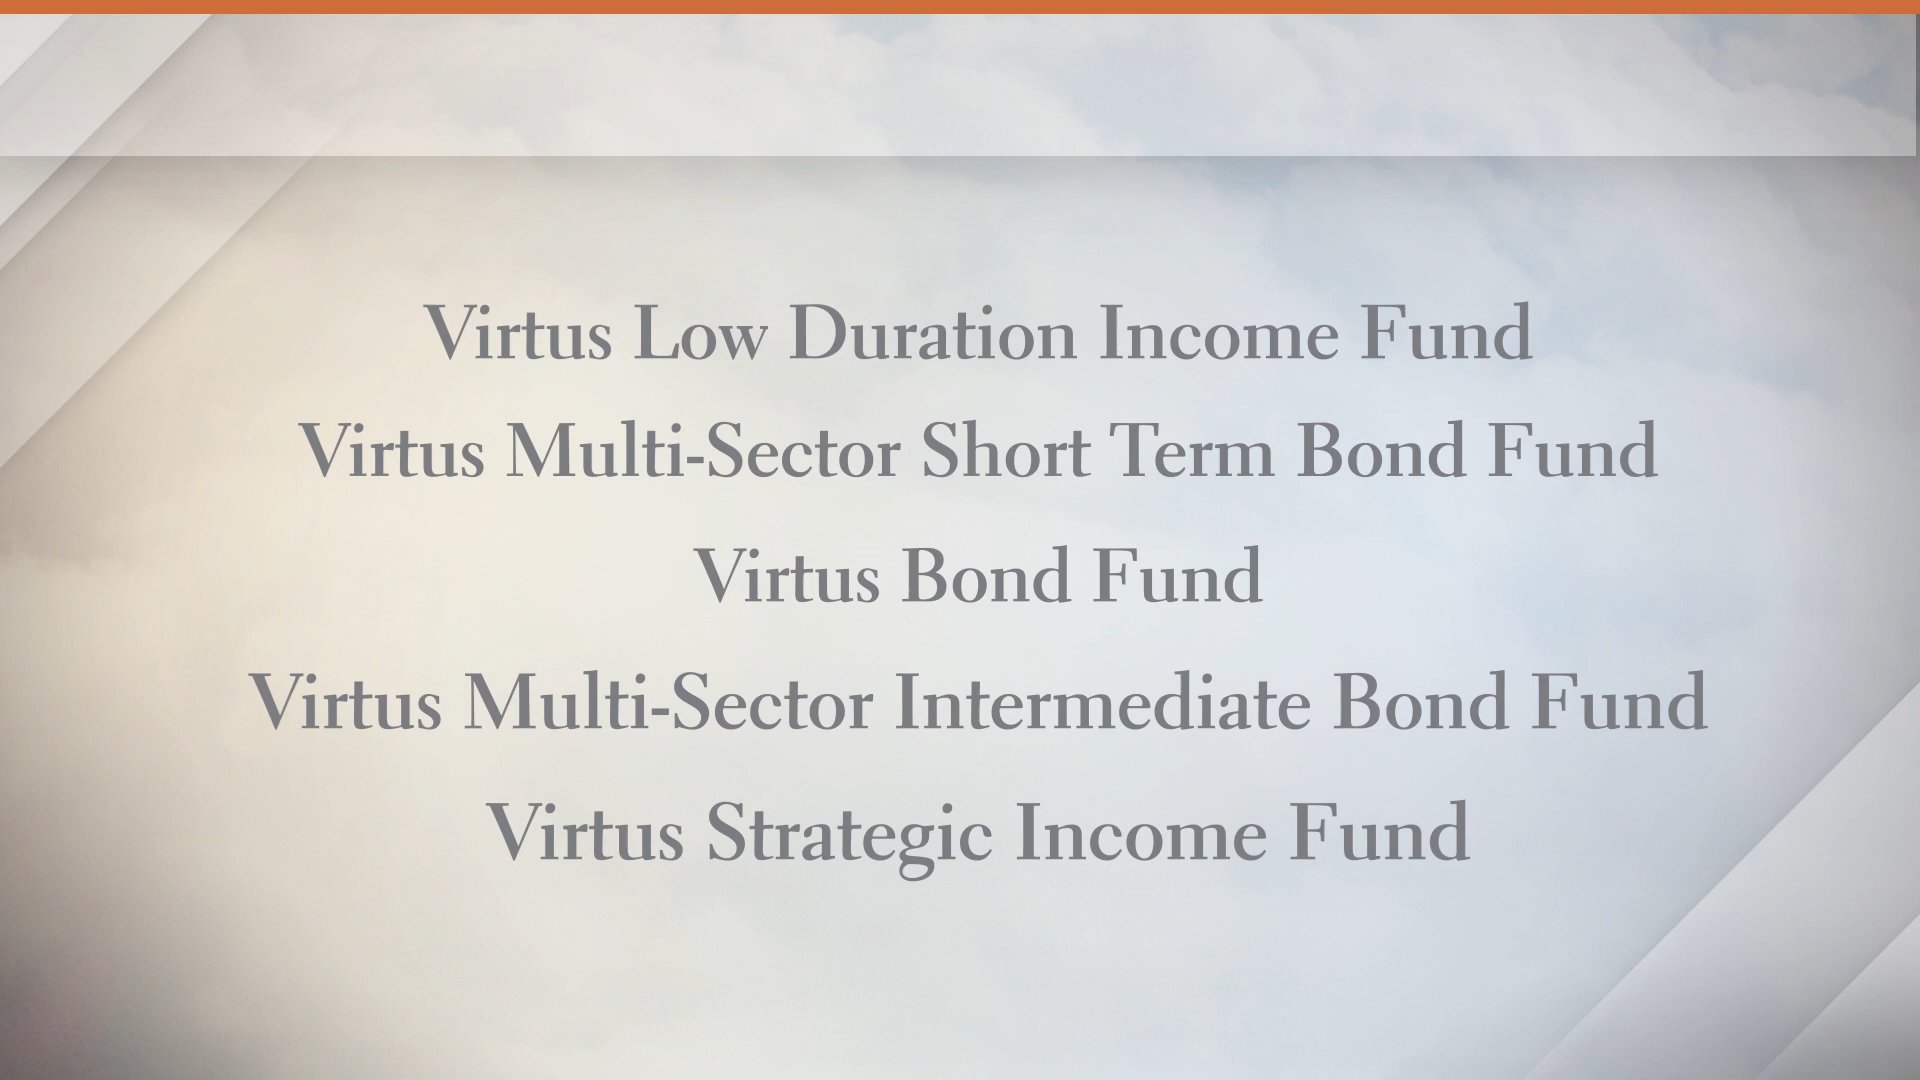 Virtus Low Duration Income Fund
Virtus Multi-Sector Short Term Bond Fund
Virtus Bond Fund
Virtus Multi-Sector Intermediate Bond Fund
Virtus Strategic Income Fund